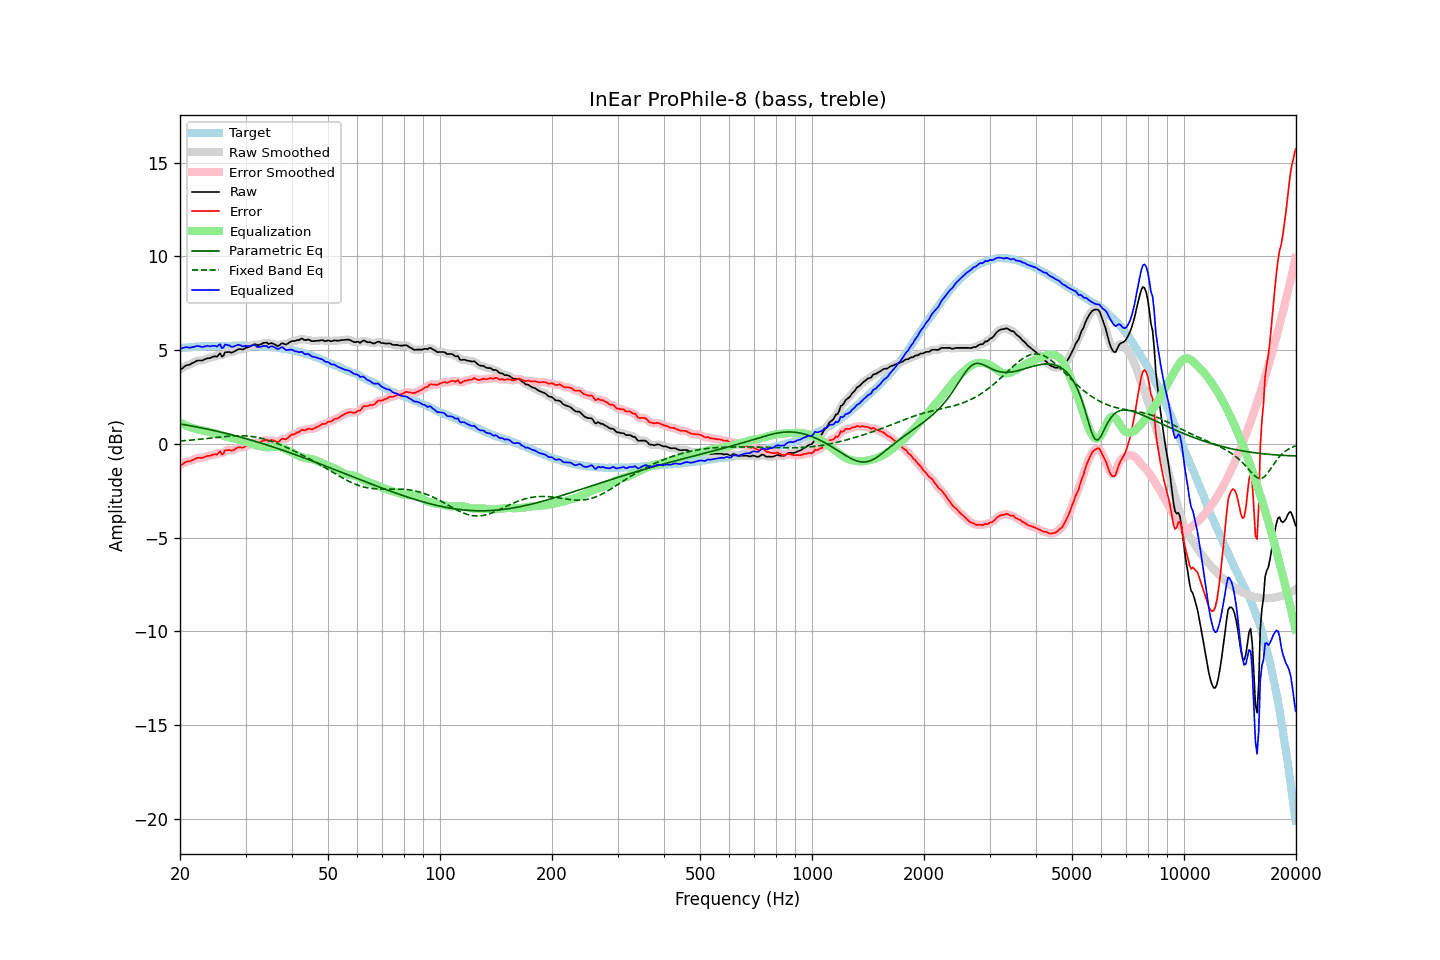 InEar ProPhile-8 (bass, treble)
Target
Raw Smoothed
Error Smoothed
Raw
Error
Equalization
Parametric Eq
Fixed Band Eq
Equalized
15
10
5
0
−5
−10
−15
−20
Amplitude (dBr)
20
50
100
200
500
1000
2000
5000
10000
20000
Frequency (Hz)